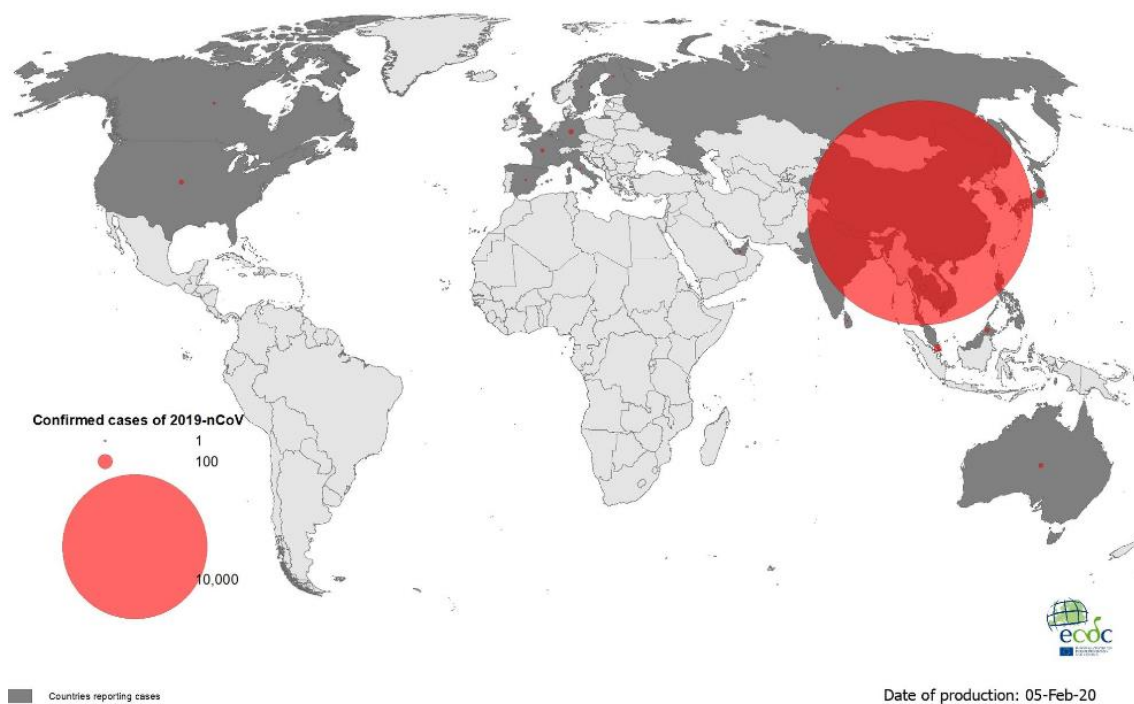 Confirmed cases of 2019-nCoV
1
100
10,000
ecdc
Countries reporting cases
Date of production: 05-Feb-20